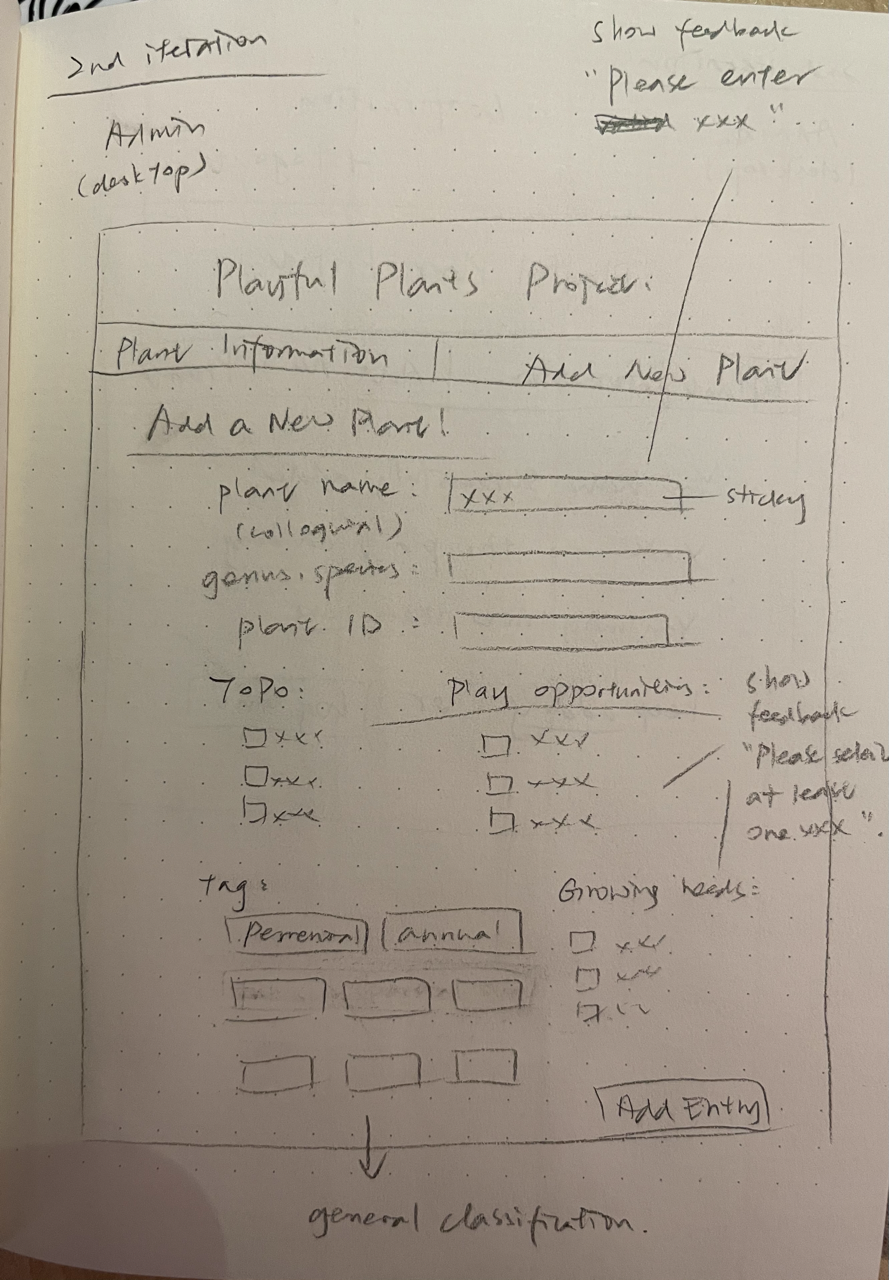 2nd iteration
Admin
(desktop)
show feedback
"Please enter
xxx"
Playful Plants Project.
Plant Information
Add New Plant
Add a New Plant!
plant name:
(colloquial)
xxx
sticky
genus, species:
plant ID :
ToPo:
xxx
xxx
xxx
Play opportunities:
xxx
xxx
xxx
show
feedback
"Please select
at least
one xxx".
Tag:
Perrenial
annual
Growing needs:
xxx
xxx
Add Entry
general classification.